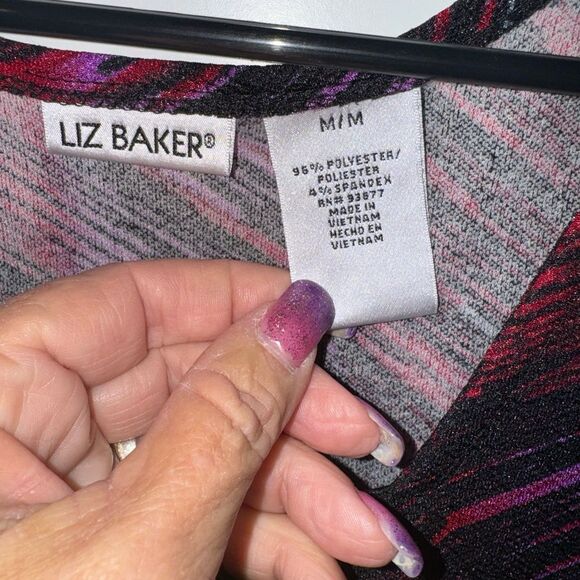 LIZ BAKER®
M/M
96% POLYESTER/
POLIESTER
4% SPANDEX
RN# 93677
MADE IN
VIETNAM
HECHO EN
VIETNAM